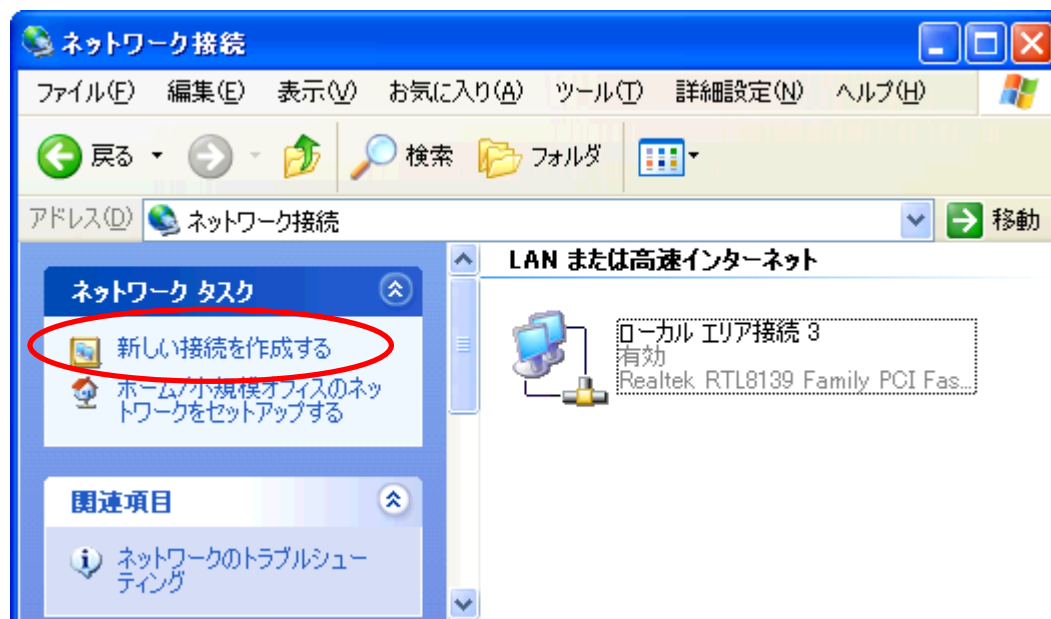 ネットワーク接続
ファイル(F) 編集(E) 表示(V) お気に入り(A) ツール(T) 詳細設定(N) ヘルプ(H)
戻る 検索 フォルダ
アドレス(D) ネットワーク接続 移動
ネットワーク タスク
新しい接続を作成する
ホーム/小規模オフィスのネッ
トワークをセットアップする
関連項目
ネットワークのトラブルシュー
ティング
LAN または高速インターネット
ローカル エリア接続 3
有効
Realtek RTL8139 Family PCI Fas...